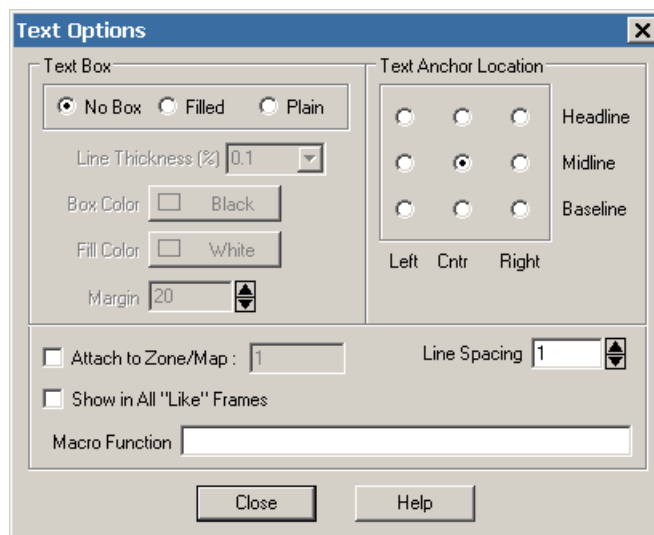 Text Options
Text Box
No Box Filled Plain
Line Thickness (%) 0.1
Box Color Black
Fill Color White
Margin 20
Text Anchor Location
Headline
Midline
Baseline
Left Cntr Right
Attach to Zone/Map : 1
Line Spacing 1
Show in All "Like" Frames
Macro Function
Close Help